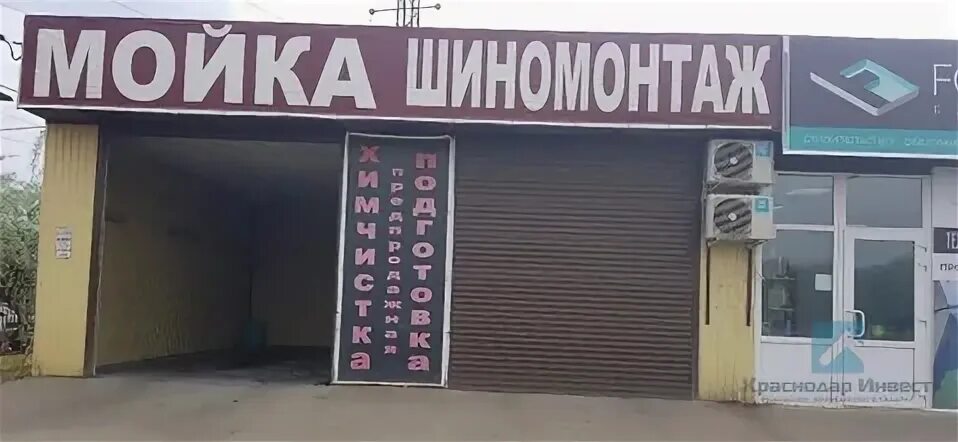 МОЙКА ШИНОМОНТАЖ
ХИМЧИСТКА
ПРЕДПРОДАЖНАЯ
ПОДГОТОВКА
Краснодар Инвест